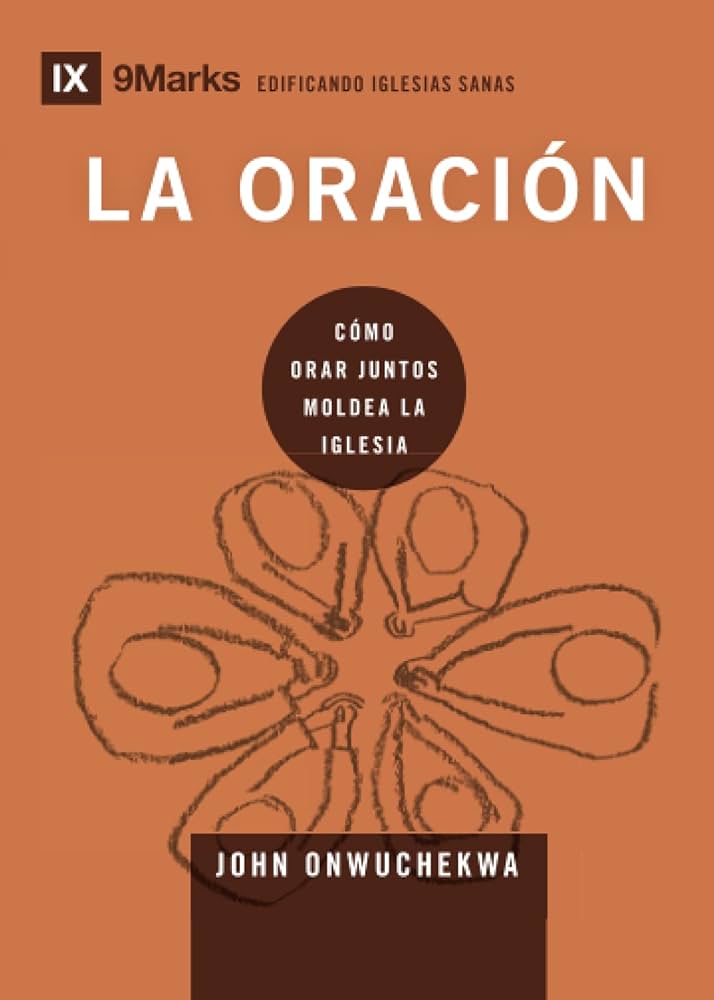 IX 9Marks EDIFICANDO IGLESIAS SANAS
LA ORACIÓN
CÓMO
ORAR JUNTOS
MOLDEA LA
IGLESIA
JOHN ONWUCHEKWA